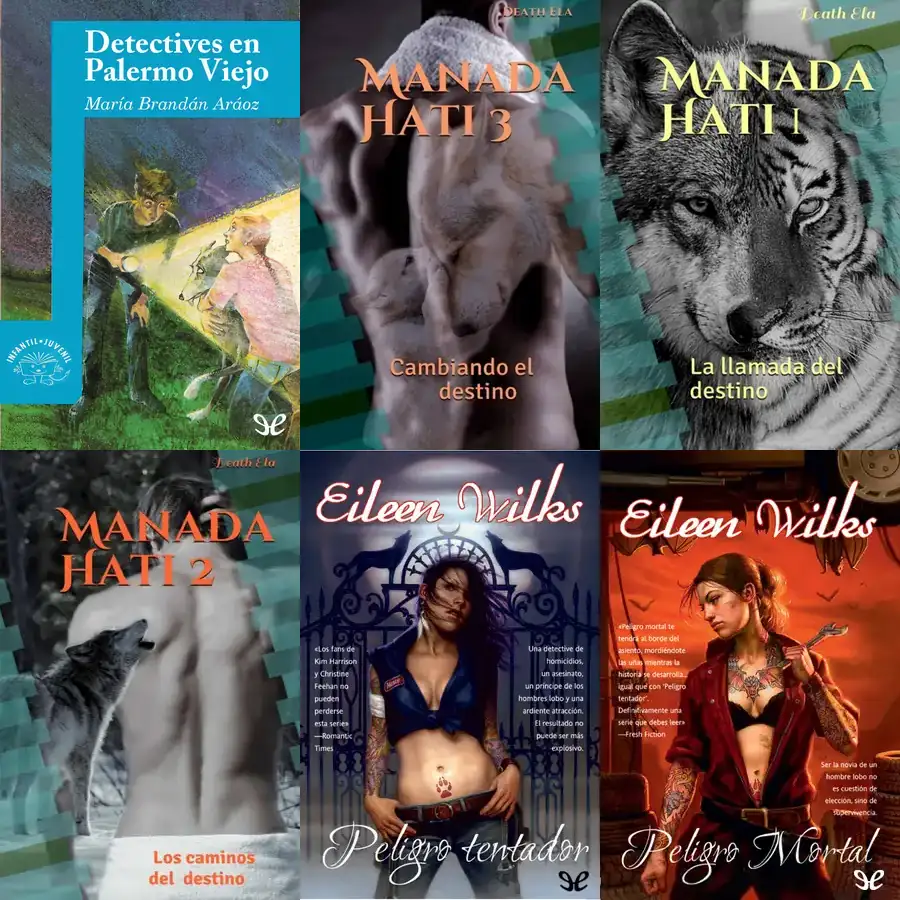 Detectives en
Palermo Viejo
María Brandán Aráoz
INFANTIL • JUVENIL
Death Ela
Manada
Hati 3
Cambiando el
destino
Death Ela
Manada
Hati 1
La llamada del
destino
Death Ela
Manada
Hati 2
Los caminos
del destino
Eileen Wilks
«Los fans de
Kim Harrison
y Christine
Feehan no
pueden
perderse
esta serie»
—Romantic
Times
Una detective de
homicidios,
un asesinato,
un príncipe de los
hombres lobo y una
ardiente atracción.
El resultado no
puede ser más
explosivo.
Peligro tentador
Eileen Wilks
«Peligro mortal te
tendrá al borde del
asiento, mordiéndote
las uñas mientras la
historia se desarrolla...
igual que con 'Peligro
tentador'.
Definitivamente una
serie que debes leer»
—Fresh Fiction
Ser la novia de un
hombre lobo no
es cuestión de
elección, sino de
supervivencia.
Peligro Mortal